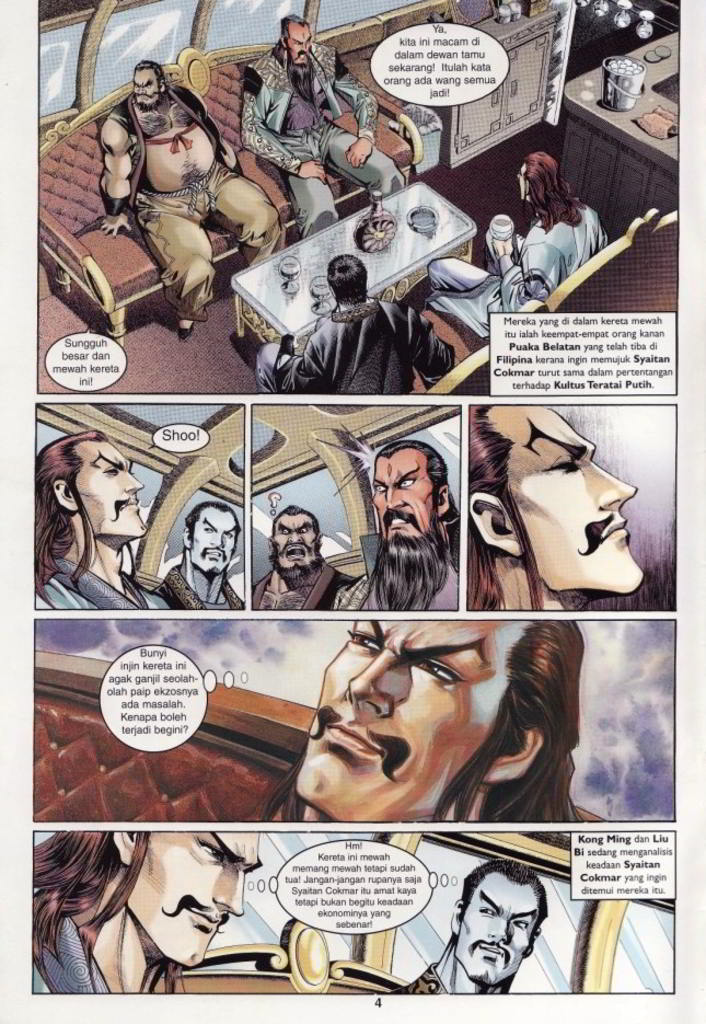 Ya,
kita ini macam di
dalam dewan tamu
sekarang! Itulah kata
orang ada wang semua
jadi!
Sungguh
besar dan
mewah kereta
ini!
Mereka yang di dalam kereta mewah
itu ialah keempat-empat orang kanan
Puaka Belatan yang telah tiba di
Filipina kerana ingin memujuk Syaitan
Cokmar turut sama dalam pertentangan
terhadap Kultus Teratai Putih.
Shoo!
?
Bunyi
injin kereta ini
agak ganjil seolah-
olah paip ekzosnya
ada masalah.
Kenapa boleh
terjadi begini?
Hm!
Kereta ini mewah
memang mewah tetapi sudah
tua! Jangan-jangan rupanya saja
Syaitan Cokmar itu amat kaya
tetapi bukan begitu keadaan
ekonominya yang
sebenar!
Kong Ming dan Liu
Bi sedang menganalisis
keadaan Syaitan
Cokmar yang ingin
ditemui mereka itu.
4